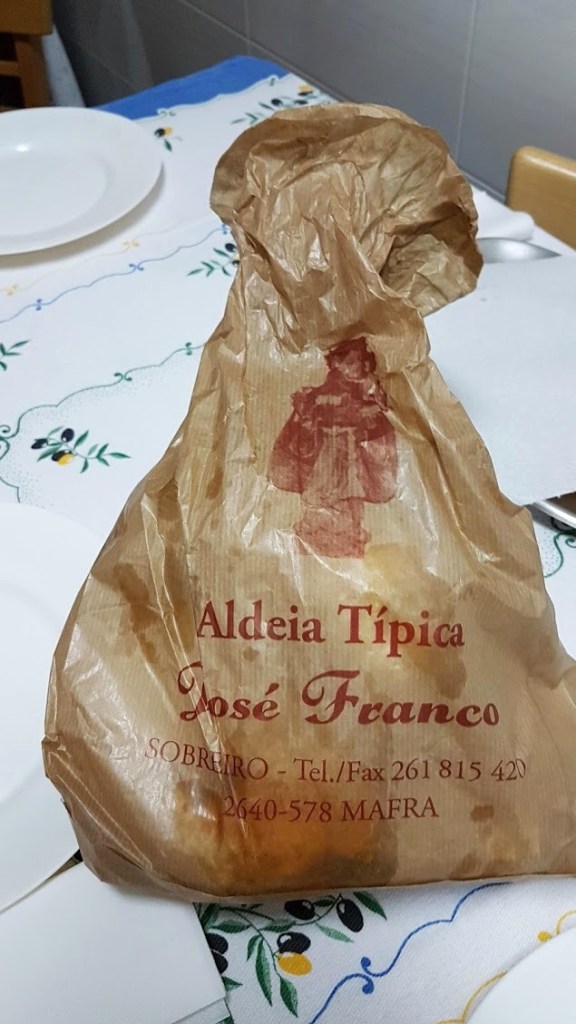 Aldeia Típica
José Franco
SOBREIRO - Tel./Fax 261 815 420
2640-578 MAFRA